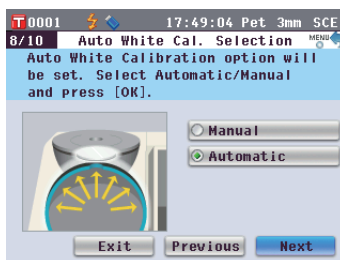 T 0001 17:49:04 Pet 3mm SCE
8/10 Auto White Cal. Selection MENU
Auto White Calibration option will
be set. Select Automatic/Manual
and press [OK].
Manual
Automatic
Exit Previous Next